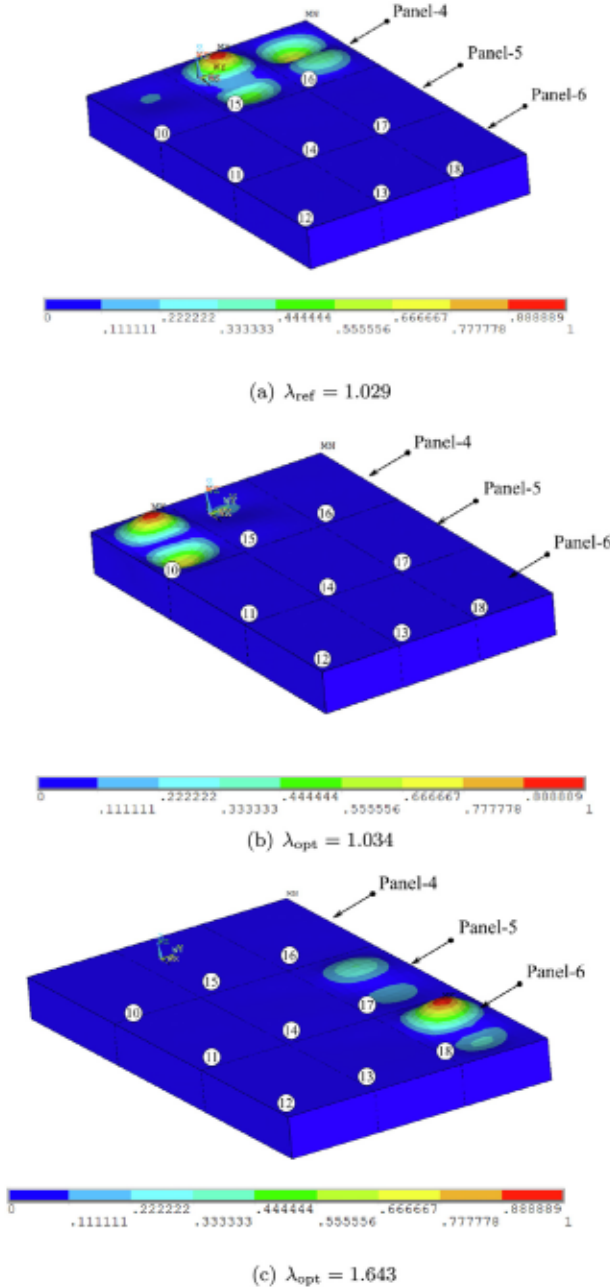 MN
Panel-4
Panel-5
Panel-6
16
15
17
10
14
11
18
13
12
0 .222222 .444444 .666667 .888889
.111111 .333333 .555556 .777778 1
(a) λref = 1.029
MN
Panel-4
Panel-5
Panel-6
16
15
17
10
14
11
18
13
12
0 .222222 .444444 .666667 .888889
.111111 .333333 .555556 .777778 1
(b) λopt = 1.034
MN
Panel-4
Panel-5
Panel-6
16
15
17
10
14
11
18
13
12
0 .222222 .444444 .666667 .888889
.111111 .333333 .555556 .777778 1
(c) λopt = 1.643